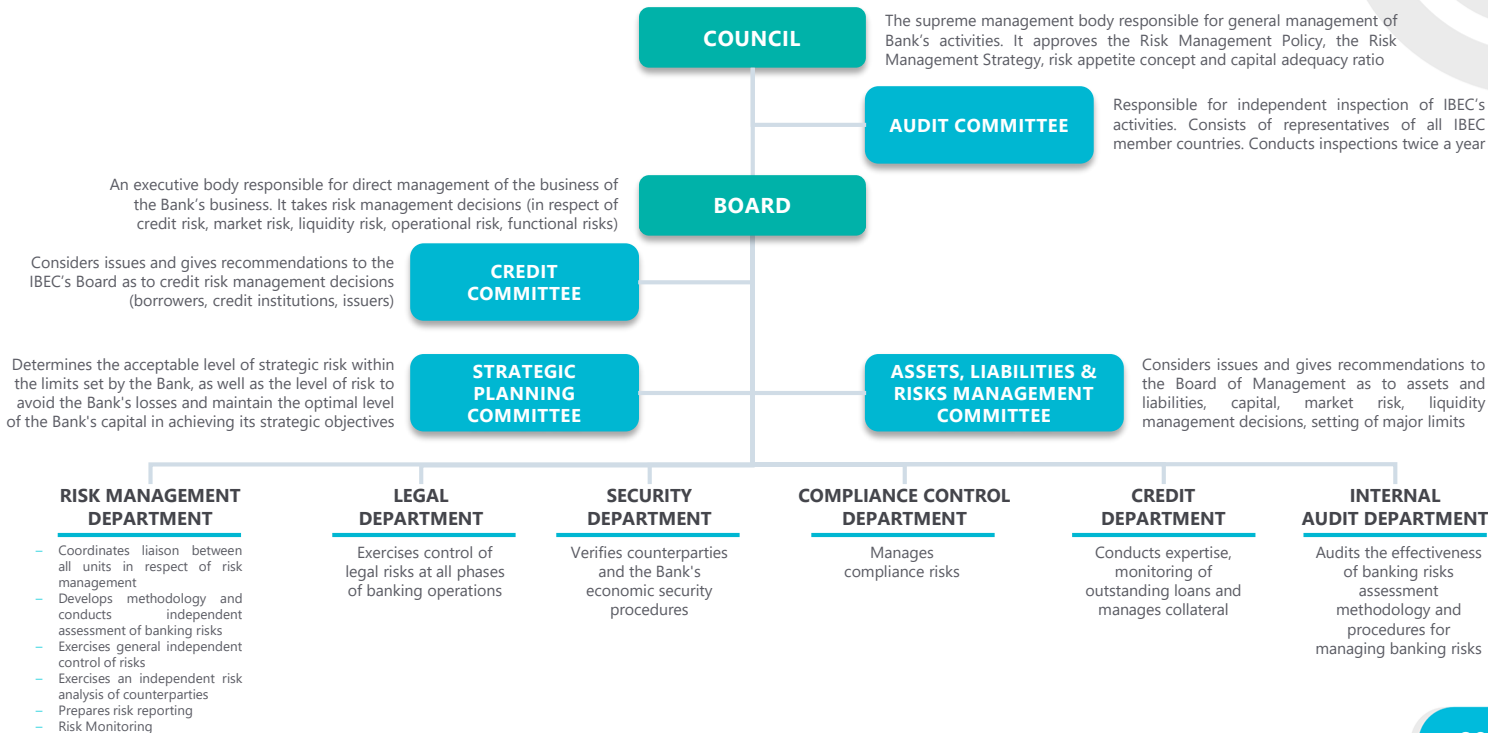 COUNCIL
The supreme management body responsible for general management of
Bank's activities. It approves the Risk Management Policy, the Risk
Management Strategy, risk appetite concept and capital adequacy ratio
AUDIT COMMITTEE
Responsible for independent inspection of IBEC's
activities. Consists of representatives of all IBEC
member countries. Conducts inspections twice a year
An executive body responsible for direct management of the business of
the Bank's business. It takes risk management decisions (in respect of
credit risk, market risk, liquidity risk, operational risk, functional risks)
BOARD
Considers issues and gives recommendations to the
IBEC's Board as to credit risk management decisions
(borrowers, credit institutions, issuers)
CREDIT
COMMITTEE
Determines the acceptable level of strategic risk within
the limits set by the Bank, as well as the level of risk to
avoid the Bank's losses and maintain the optimal level
of the Bank's capital in achieving its strategic objectives
STRATEGIC
PLANNING
COMMITTEE
ASSETS, LIABILITIES &
RISKS MANAGEMENT
COMMITTEE
Considers issues and gives recommendations to
the Board of Management as to assets and
liabilities, capital, market risk, liquidity
management decisions, setting of major limits
RISK MANAGEMENT
DEPARTMENT
– Coordinates liaison between
all units in respect of risk
management
– Develops methodology and
conducts independent
assessment of banking risks
– Exercises general independent
control of risks
– Exercises an independent risk
analysis of counterparties
– Prepares risk reporting
– Risk Monitoring
LEGAL
DEPARTMENT
Exercises control of
legal risks at all phases
of banking operations
SECURITY
DEPARTMENT
Verifies counterparties
and the Bank's
economic security
procedures
COMPLIANCE CONTROL
DEPARTMENT
Manages
compliance risks
CREDIT
DEPARTMENT
Conducts expertise,
monitoring of
outstanding loans and
manages collateral
INTERNAL
AUDIT DEPARTMENT
Audits the effectiveness
of banking risks
assessment
methodology and
procedures for
managing banking risks